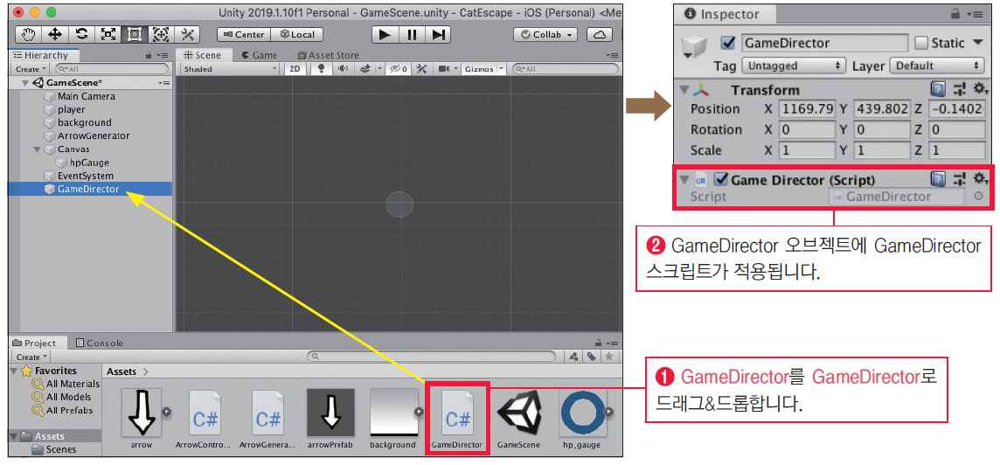 Unity 2019.1.10f1 Personal - GameScene.unity - CatEscape - iOS (Personal) <Me
Center
Local
Collab
Hierarchy
Create
All
GameScene*
Main Camera
player
background
ArrowGenerator
Canvas
hpGauge
EventSystem
GameDirector
Scene
Game
Asset Store
Shaded
2D
0
Gizmos
All
Project
Console
Create
Favorites
All Materials
All Models
All Prefabs
Assets
Scenes
Assets >
arrow
C#
ArrowContro...
C#
ArrowGenera...
arrowPrefab
background
C#
GameDirector
GameScene
hp_gauge
Inspector
GameDirector
Static
Tag Untagged
Layer Default
Transform
Position X 1169.79 Y 439.802 Z -0.1402
Rotation X 0 Y 0 Z 0
Scale X 1 Y 1 Z 1
C# Game Director (Script)
Script GameDirector
❷ GameDirector 오브젝트에 GameDirector
스크립트가 적용됩니다.
❶ GameDirector를 GameDirector로
드래그&드롭합니다.